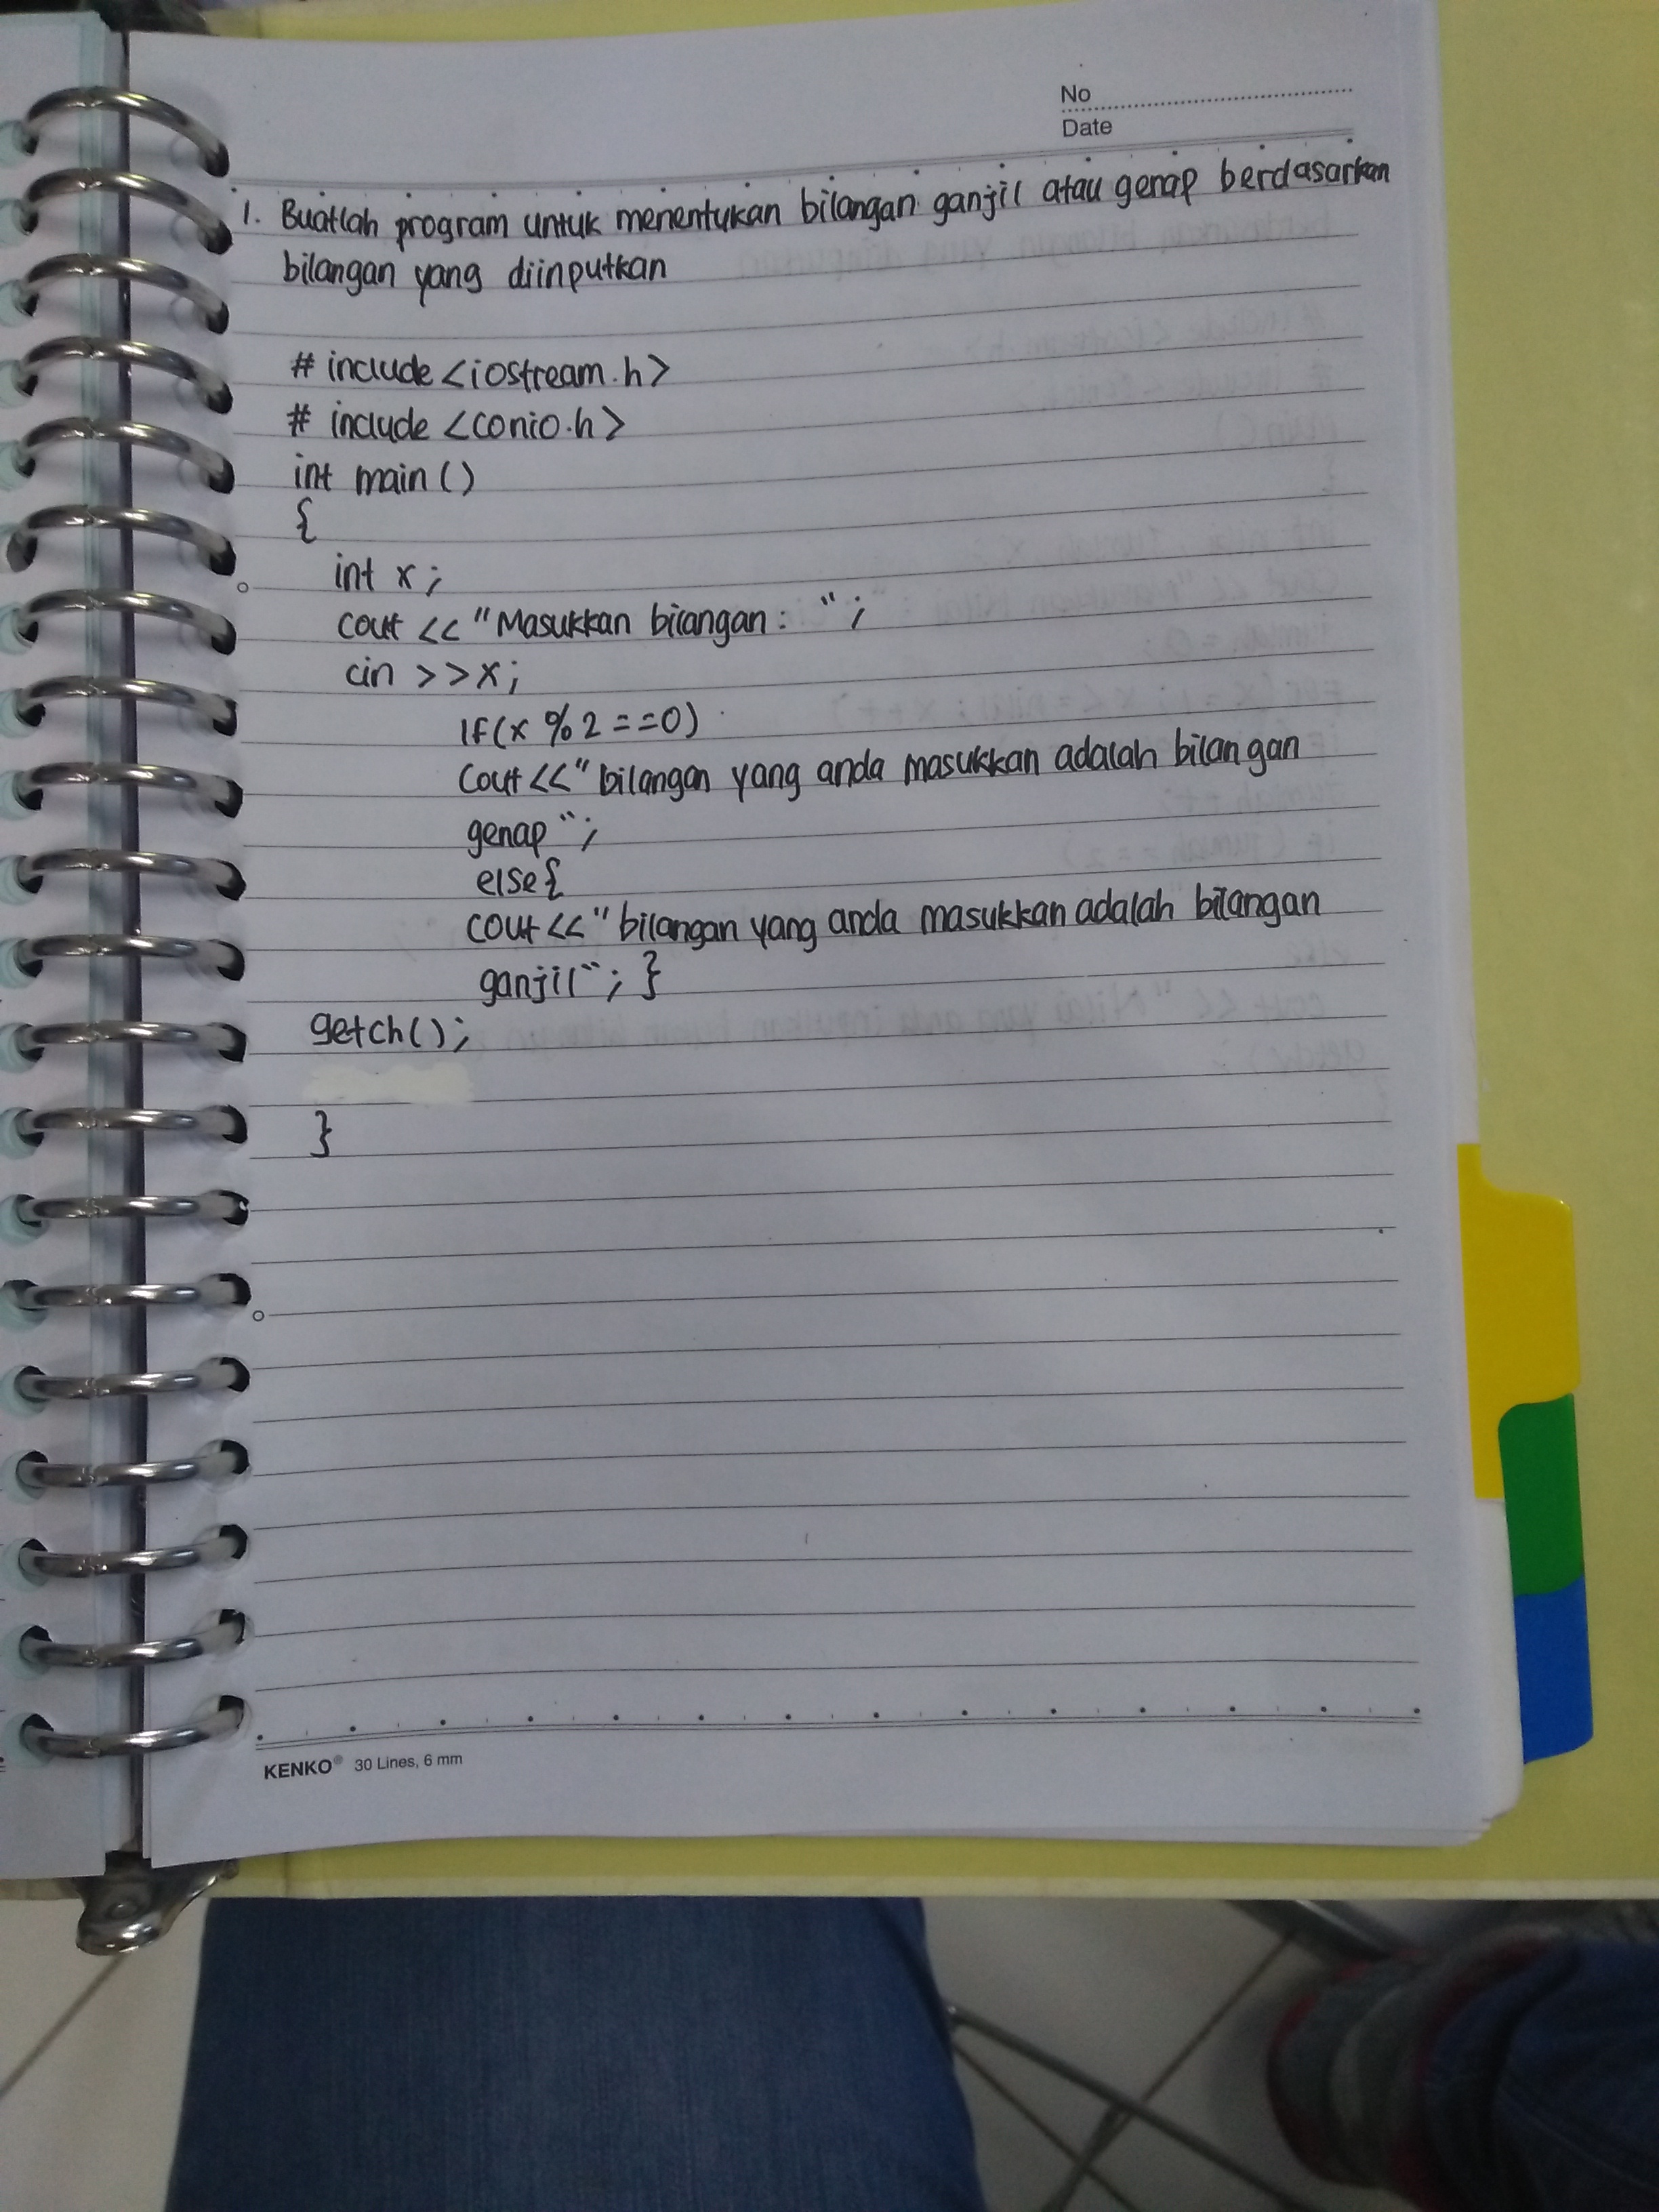 No
Date
1. Buatlah program untuk menentukan bilangan ganjil atau genap berdasarkan
bilangan yang diinputkan
# include <iostream.h>
# include <conio.h>
int main ()
{
int x ;
cout << "Masukkan bilangan : " ;
cin >> x ;
if (x % 2 == 0)
cout << "bilangan yang anda masukkan adalah bilangan
genap" ;
else {
cout << "bilangan yang anda masukkan adalah bilangan
ganjil" ; }
getch () ;
}
KENKO® 30 Lines, 6 mm